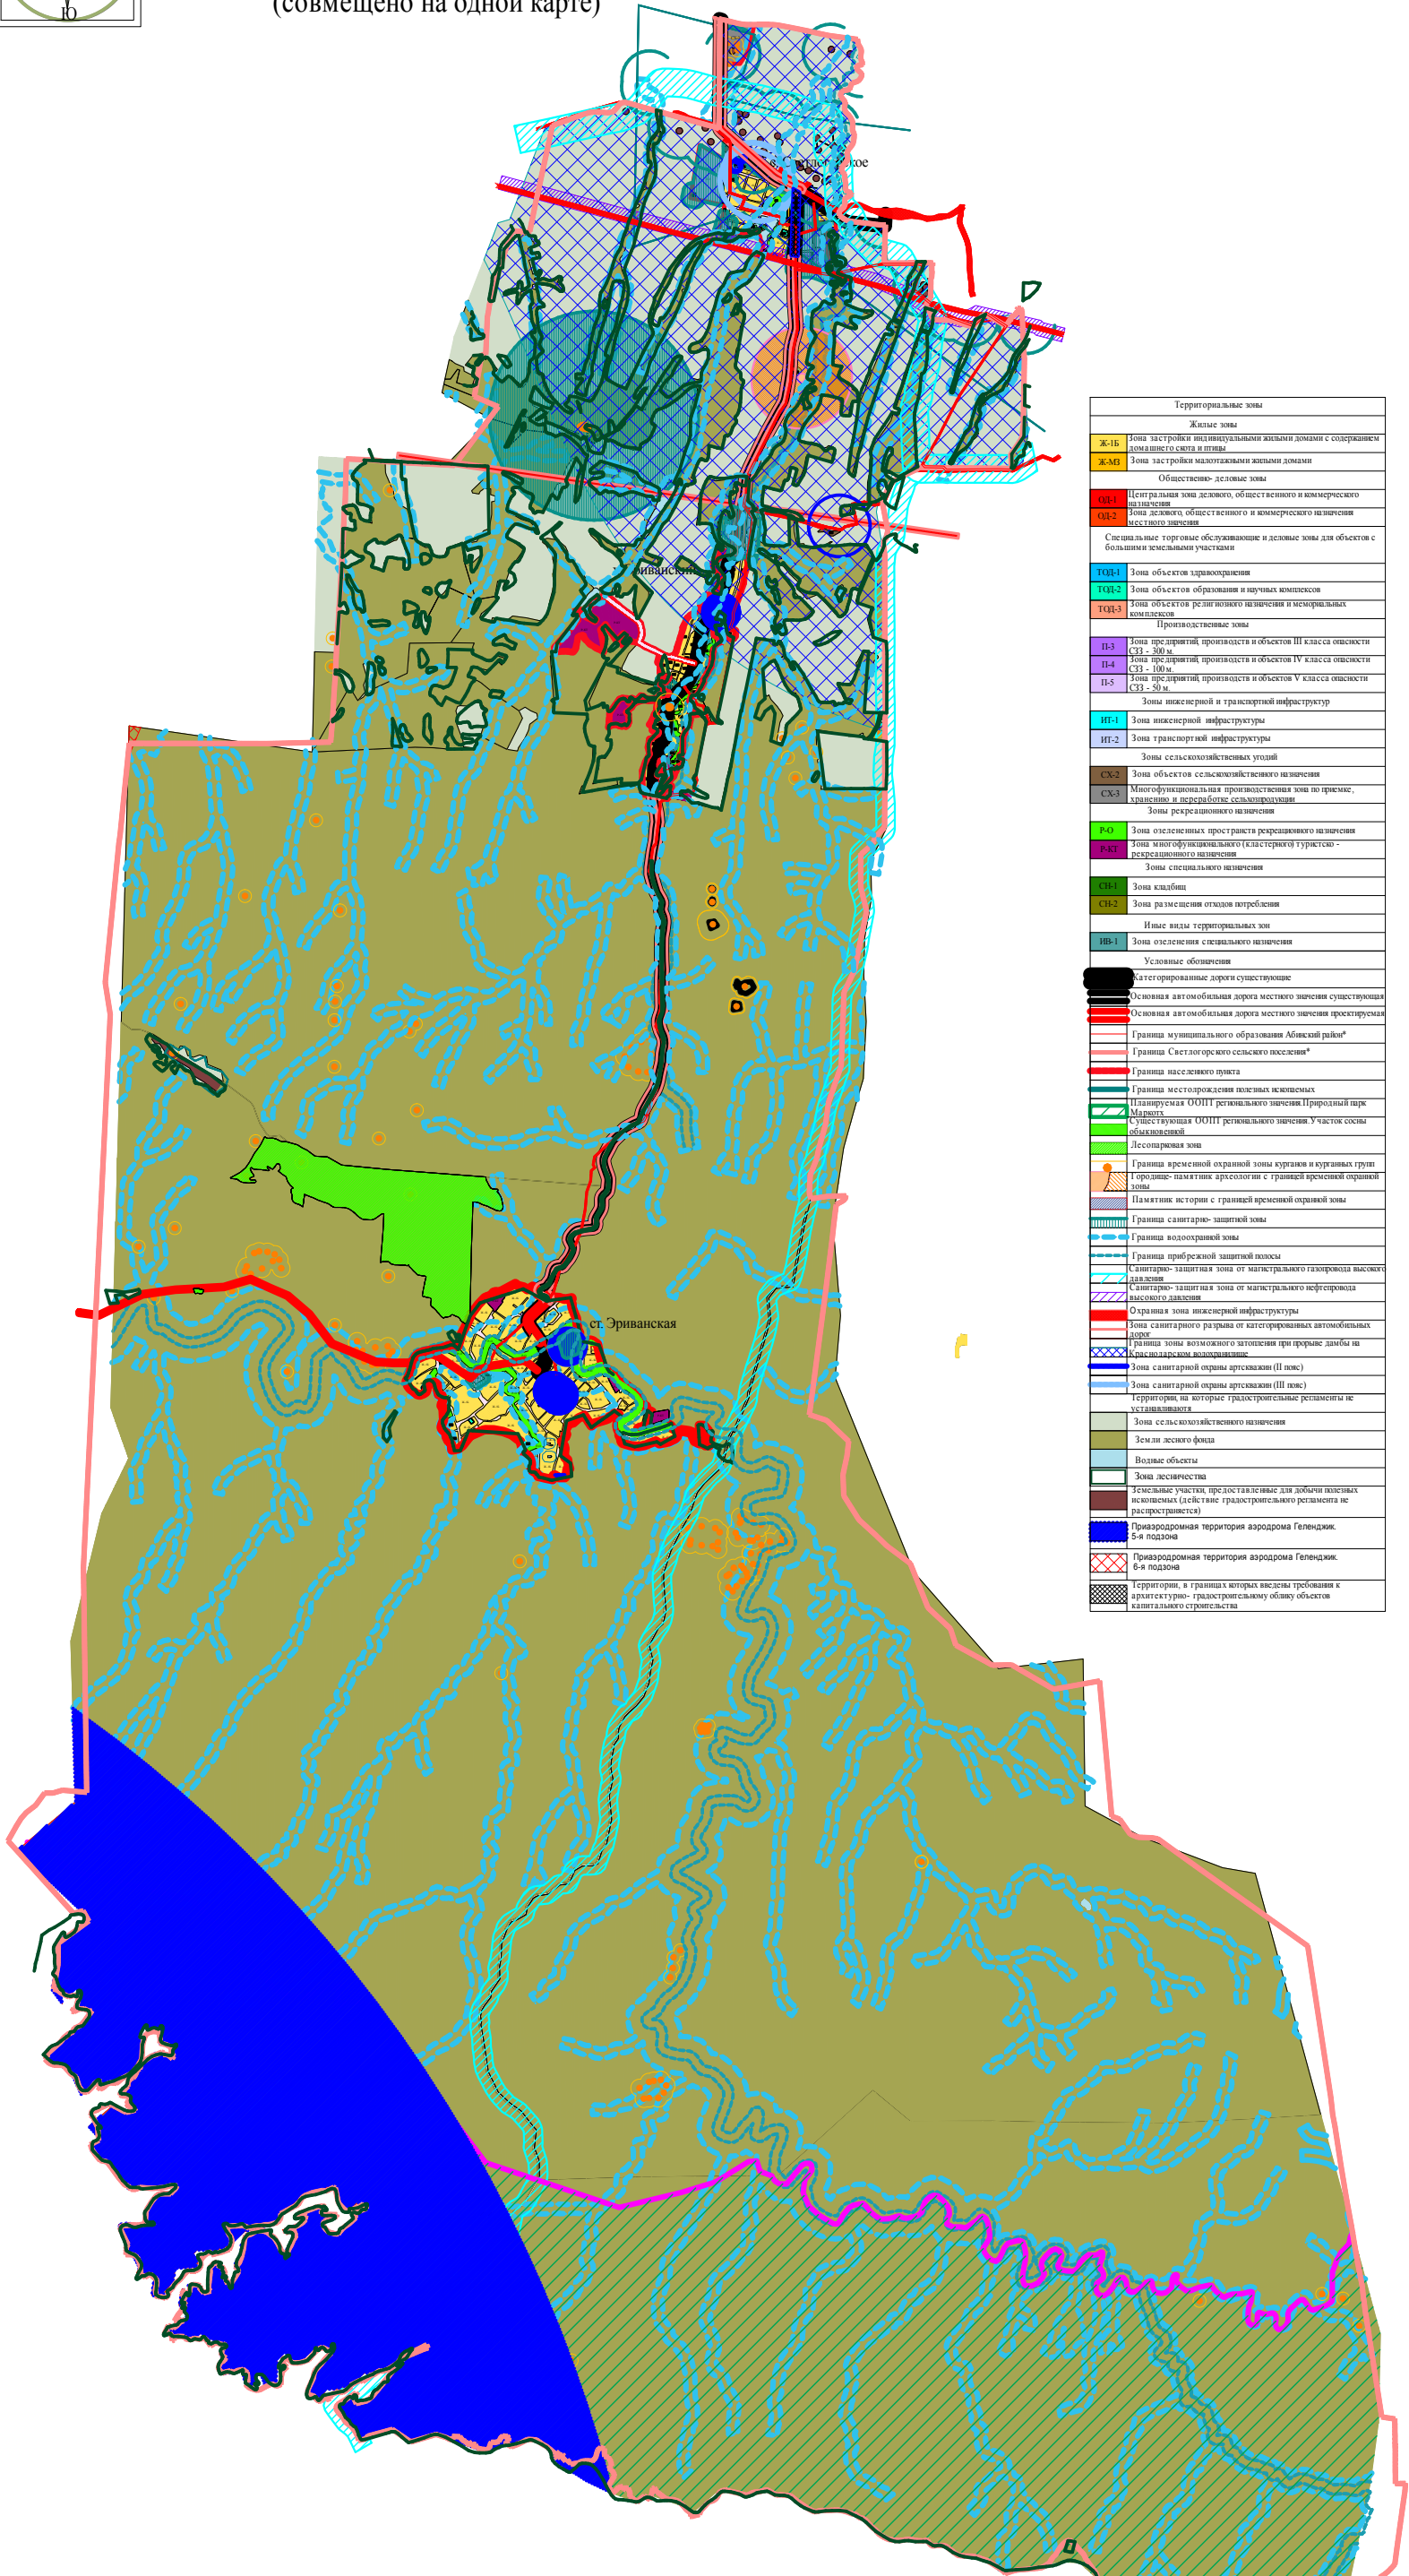 Ю
(совмещено на одной карте)
ст. Эриванская
Территориальные зоны
Жилые зоны
Ж-1Б Зона застройки индивидуальными жилыми домами с содержанием
домашнего скота и птицы
Ж-МЗ Зона застройки малоэтажными жилыми домами
Общественно- деловые зоны
ОД-1 Центральная зона делового, общественного и коммерческого
назначения
ОД-2 Зона делового, общественного и коммерческого назначения
местного значения
Специальные торговые обслуживающие и деловые зоны для объектов с
большими земельными участками
ТОД-1 Зона объектов здравоохранения
ТОД-2 Зона объектов образования и научных комплексов
ТОД-3 Зона объектов религиозного назначения и мемориальных
комплексов
Производственные зоны
П-3 Зона предприятий, производств и объектов III класса опасности
СЗЗ - 300 м.
П-4 Зона предприятий, производств и объектов IV класса опасности
СЗЗ - 100 м.
П-5 Зона предприятий, производств и объектов V класса опасности
СЗЗ - 50 м.
Зоны инженерной и транспортной инфраструктур
ИТ-1 Зона инженерной инфраструктуры
ИТ-2 Зона транспортной инфраструктуры
Зоны сельскохозяйственных угодий
СХ-2 Зона объектов сельскохозяйственного назначения
СХ-3 Многофункциональная производственная зона по приемке,
хранению и переработке сельхозпродукции
Зоны рекреационного назначения
Р-О Зона озелененных пространств рекреационного назначения
Р-КТ Зона многофункционального (кластерного) туристско -
рекреационного назначения
Зоны специального назначения
СН-1 Зона кладбищ
СН-2 Зона размещения отходов потребления
Иные виды территориальных зон
ИВ-1 Зона озеленения специального назначения
Условные обозначения
Категорированные дороги существующие
Основная автомобильная дорога местного значения существующая
Основная автомобильная дорога местного значения проектируемая
Граница муниципального образования Абинский район*
Граница Светлогорского сельского поселения*
Граница населенного пункта
Граница месторождения полезных ископаемых
Планируемая ООПТ регионального значения.Природный парк
Маркотх
Существующая ООПТ регионального значения.Участок сосны
обыкновенной
Лесопарковая зона
Граница временной охранной зоны курганов и курганных групп
Городище- памятник археологии с границей временной охранной
зоны
Памятник истории с границей временной охранной зоны
Граница санитарно- защитной зоны
Граница водоохранной зоны
Граница прибрежной защитной полосы
Санитарно- защитная зона от магистрального газопровода высокого
давления
Санитарно- защитная зона от магистрального нефтепровода
высокого давления
Охранная зона инженерной инфраструктуры
Зона санитарного разрыва от категорированных автомобильных
дорог
Граница зоны возможного затопления при прорыве дамбы на
Краснодарском водохранилище
Зона санитарной охраны артскважин (II пояс)
Зона санитарной охраны артскважин (III пояс)
Территории, на которые градостроительные регламенты не
устанавливаются
Зона сельскохозяйственного назначения
Земли лесного фонда
Водные объекты
Зона лесничества
Земельные участки, предоставленные для добычи полезных
ископаемых (действие градостроительного регламента не
распространяется)
Приаэродромная территория аэродрома Геленджик.
5-я подзона
Приаэродромная территория аэродрома Геленджик.
6-я подзона
Территории, в границах которых введены требования к
архитектурно- градостроительному облику объектов
капитального строительства